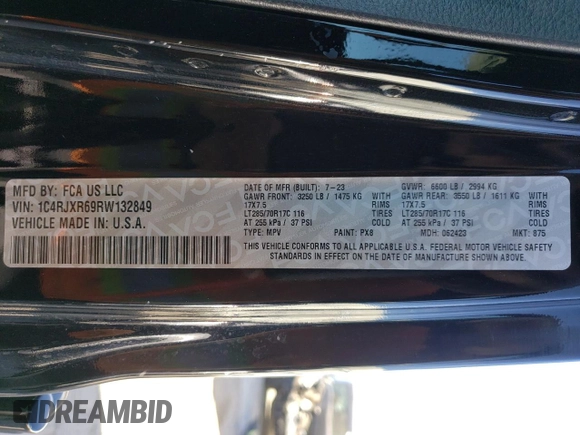 MFD BY: FCA US LLC
VIN: 1C4RJXR69RW132849
VEHICLE MADE IN: U.S.A.
DATE OF MFR (BUILT): 7-23 GVWR: 6600 LB / 2994 KG
GAWR FRONT: 3250 LB / 1475 KG WITH GAWR REAR: 3550 LB / 1611 KG WITH
17X7.5 RIMS 17X7.5 RIMS
LT285/70R17C 116 TIRES LT285/70R17C 116 TIRES
AT 255 kPa / 37 PSI COLD AT 255 kPa / 37 PSI COLD
TYPE: MPV PAINT: PX8 MDH: 062423 MKT: 875
THIS VEHICLE CONFORMS TO ALL APPLICABLE U.S.A. FEDERAL MOTOR VEHICLE SAFETY
STANDARDS IN EFFECT ON THE DATE OF MANUFACTURE SHOWN ABOVE.
DREAMBID